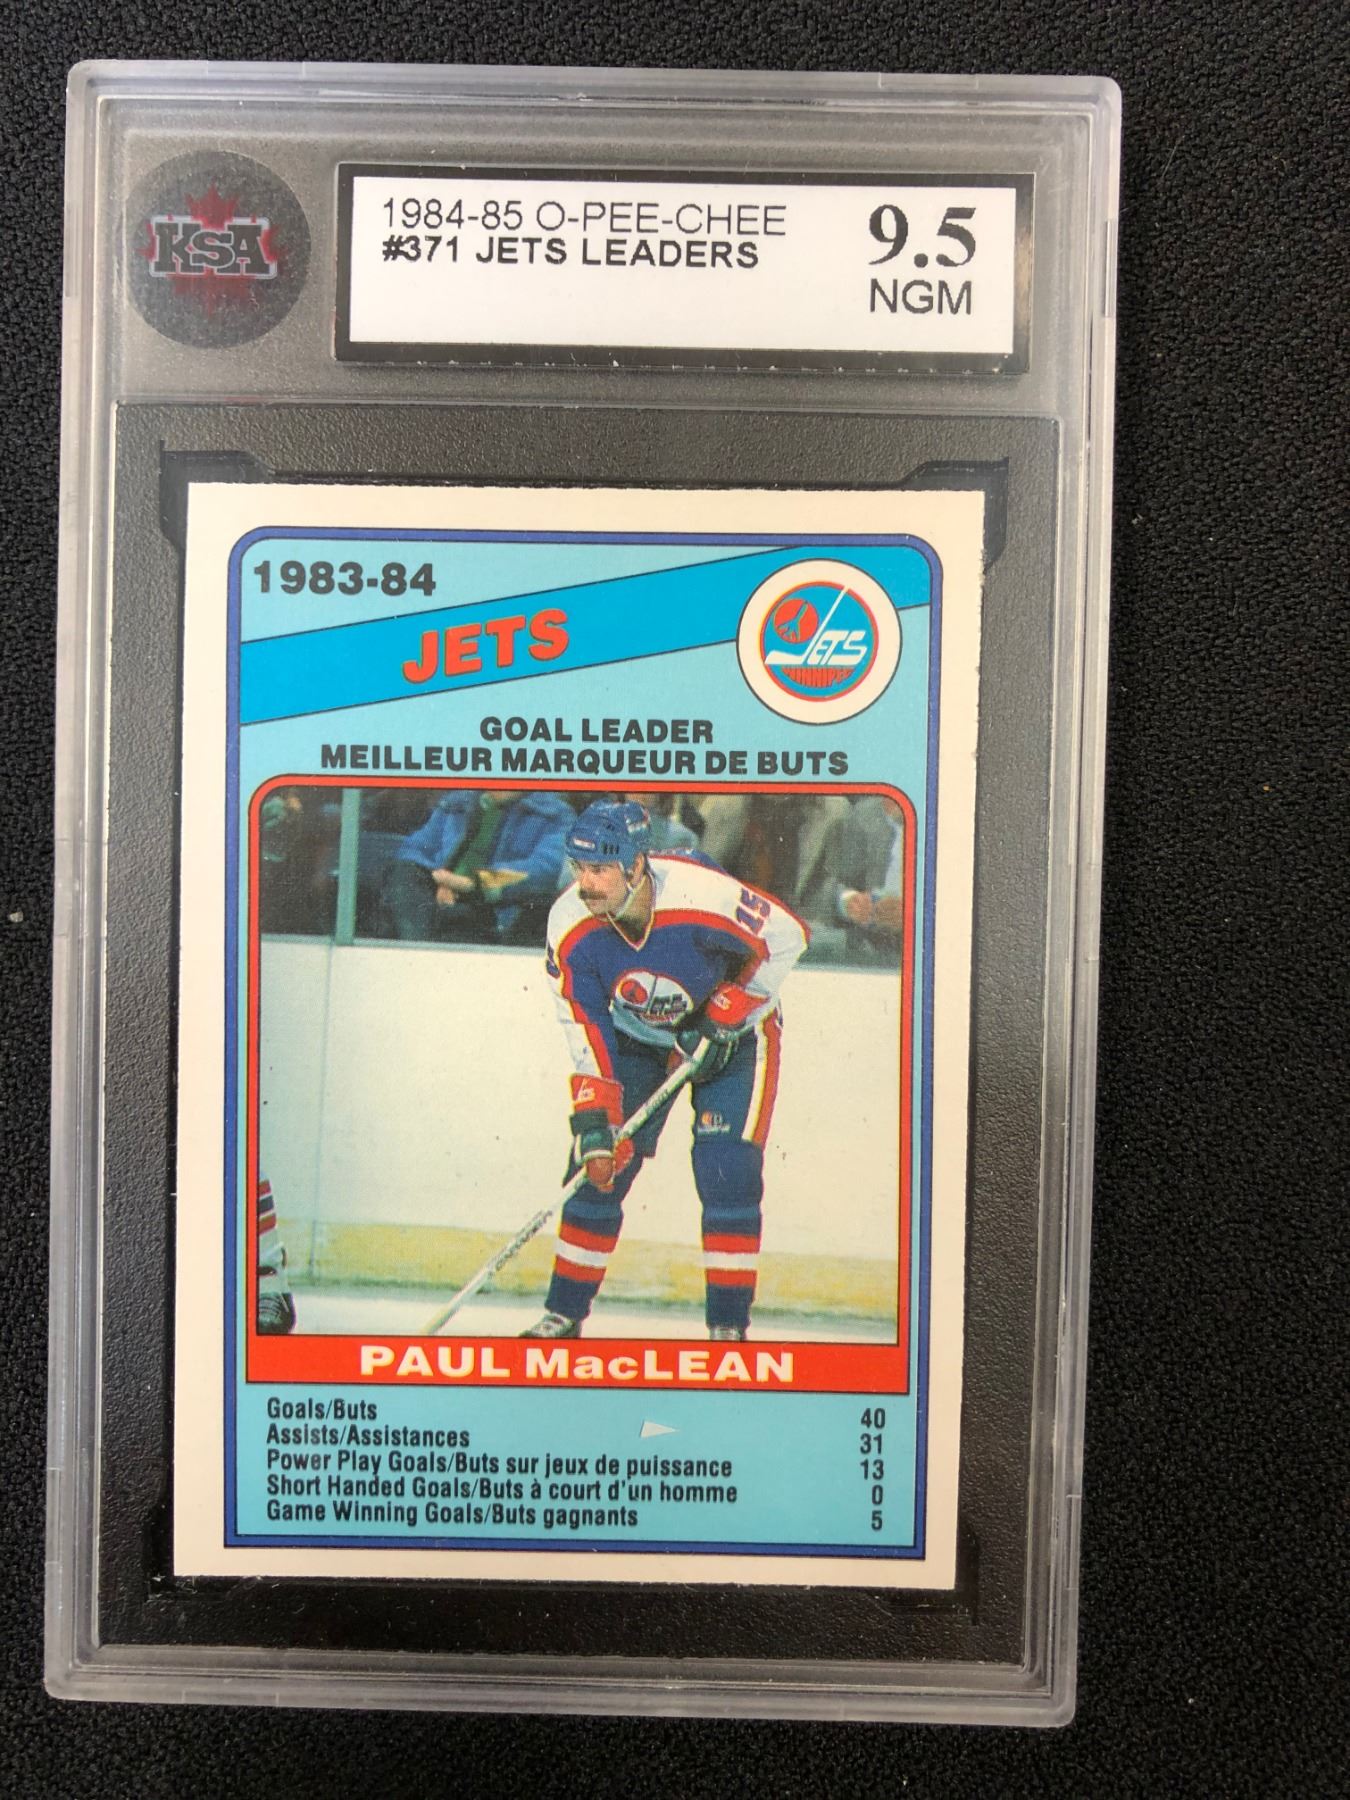 KSA
1984-85 O-PEE-CHEE
#371 JETS LEADERS
9.5
NGM
1983-84
JETS
JETS
WINNIPEG
GOAL LEADER
MEILLEUR MARQUEUR DE BUTS
15
PAUL MacLEAN
Goals/Buts 40
Assists/Assistances 31
Power Play Goals/Buts sur jeux de puissance 13
Short Handed Goals/Buts à court d'un homme 0
Game Winning Goals/Buts gagnants 5